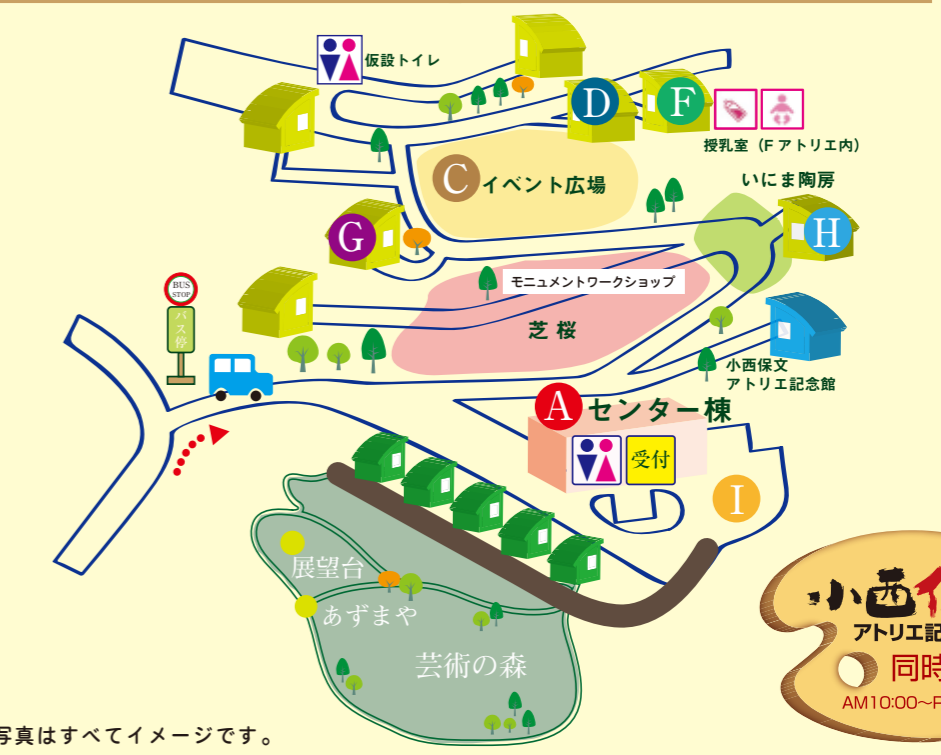 仮設トイレ
D
F
授乳室（Fアトリエ内）
C イベント広場
いにま陶房
G
H
モニュメントワークショップ
芝桜
BUS
STOP
バス停
小西保文
アトリエ記念館
A センター棟
受付
I
展望台
あずまや
芸術の森
小西
アトリエ記
同時
AM10:00〜P
写真はすべてイメージです。